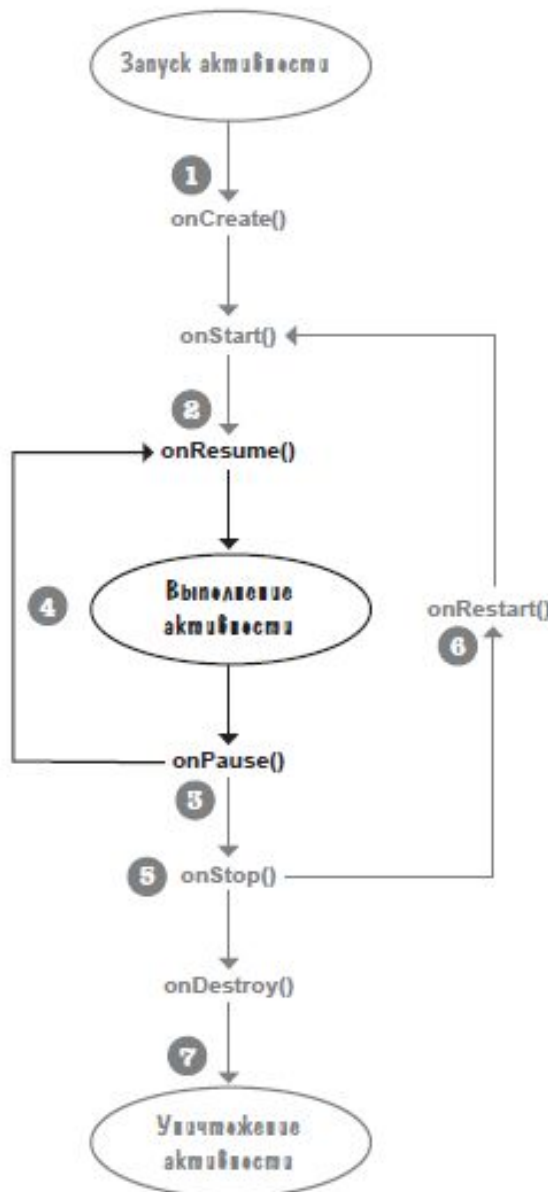 Запуск активности
1
onCreate()
onStart()
2
onResume()
Выполнение
активности
4
onRestart()
6
onPause()
3
5
onStop()
onDestroy()
7
Уничтожение
активности